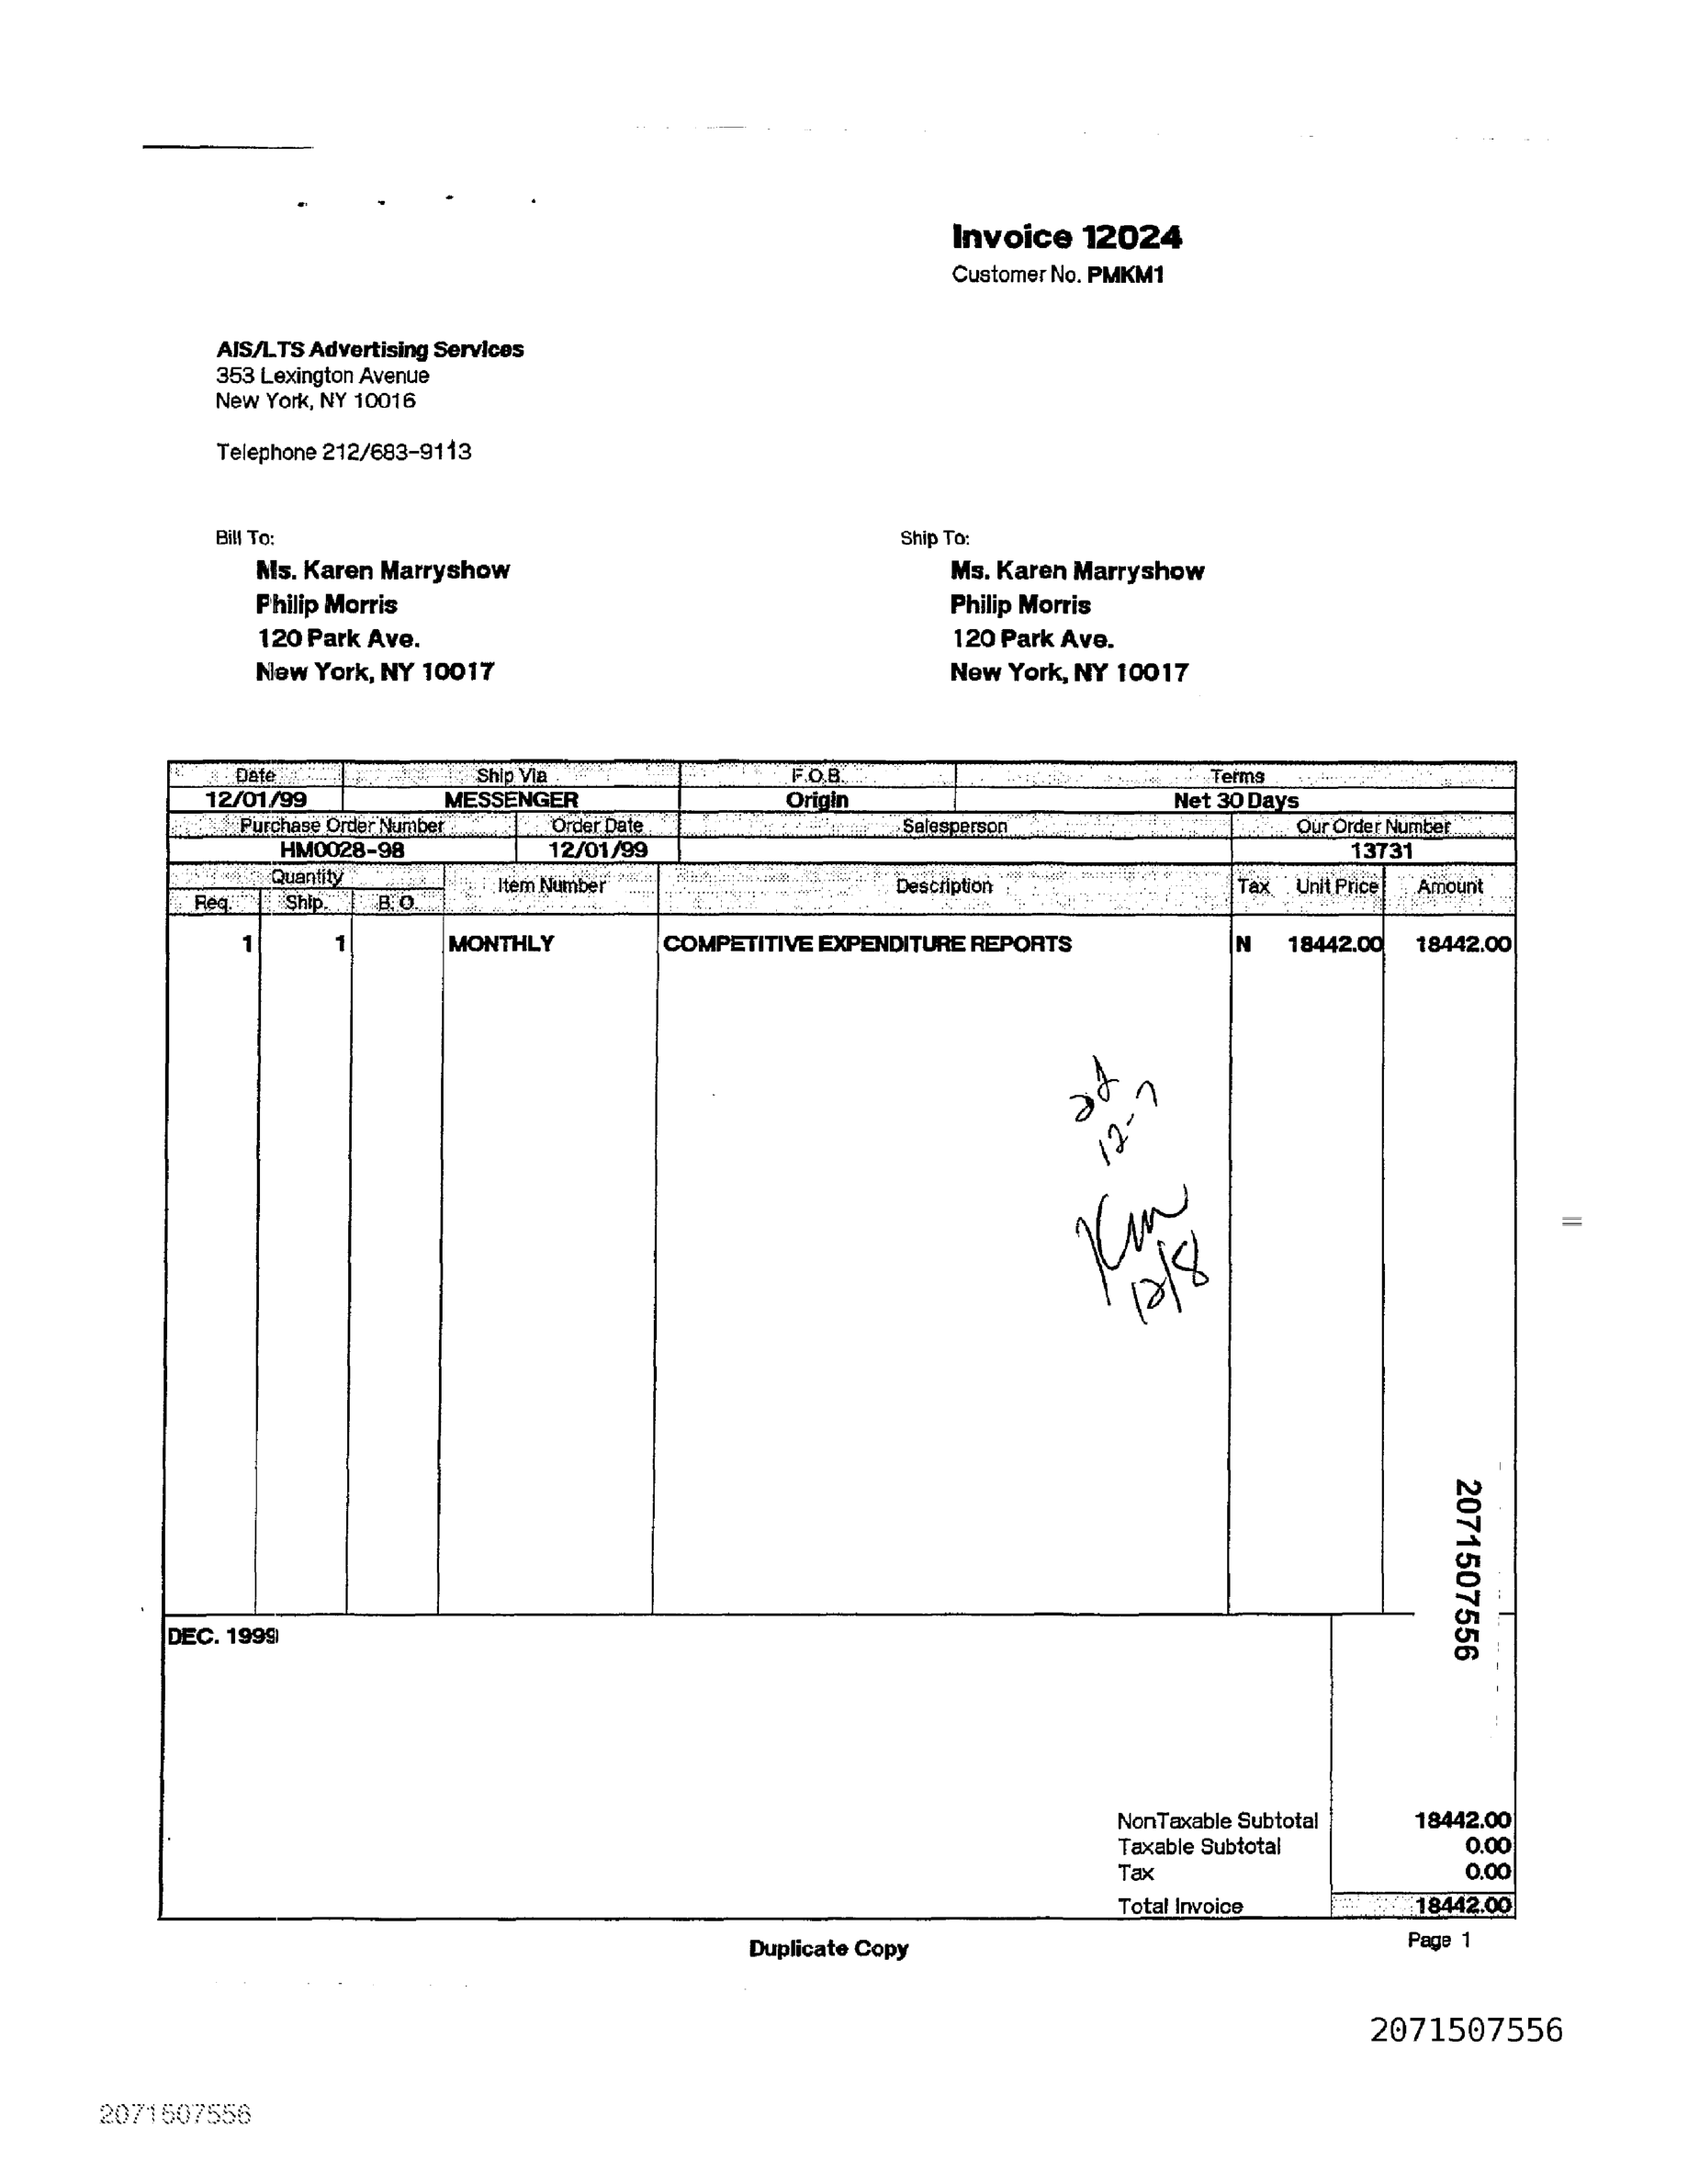 Invoice 12024
Customer No. PMKM1
AIS/LTS Advertising Services
353 Lexington Avenue
New York, NY 10016
Telephone 212/683-9113
Bill To:
Ms. Karen Marryshow
Philip Morris
120 Park Ave.
New York, NY 10017
Ship To:
Ms. Karen Marryshow
Philip Morris
120 Park Ave.
New York, NY 10017
Date Ship Via F.O.B. Terms
12/01/99 MESSENGER Origin Net 30 Days
Purchase Order Number Order Date Salesperson Our Order Number
HM0028-98 12/01/99 13731
Quantity Item Number Description Tax Unit Price Amount
Req. Ship. B.O.
1 1 MONTHLY COMPETITIVE EXPENDITURE REPORTS N 18442.00 18442.00
12-7
Km
12/8
2071507556
DEC. 1999
NonTaxable Subtotal 18442.00
Taxable Subtotal 0.00
Tax 0.00
Total Invoice 18442.00
Duplicate Copy
Page 1
2071507556
2071507556